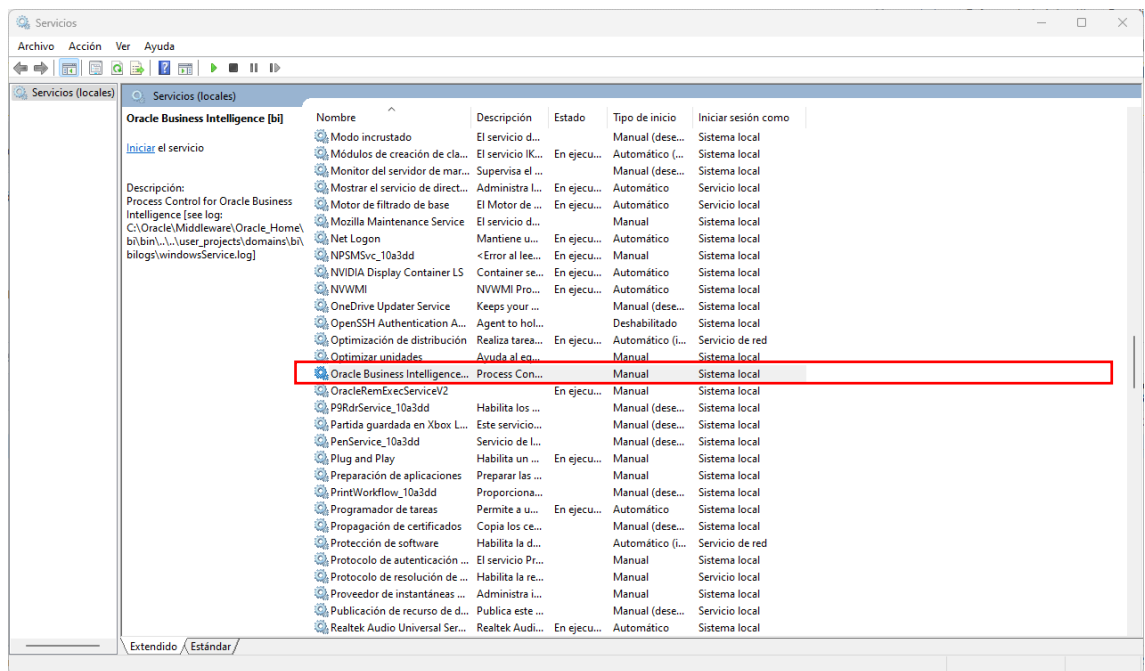 Servicios
Archivo Acción Ver Ayuda
Servicios (locales)
Servicios (locales)
Oracle Business Intelligence [bi]
Iniciar el servicio
Descripción:
Process Control for Oracle Business
Intelligence [see log:
C:\Oracle\Middleware\Oracle_Home\
bi\bin\..\..\user_projects\domains\bi\
bilogs\windowsService.log]
Nombre Descripción Estado Tipo de inicio Iniciar sesión como
Modo incrustado El servicio d... Manual (dese... Sistema local
Módulos de creación de cla... El servicio IK... En ejecu... Automático (... Sistema local
Monitor del servidor de mar... Supervisa el ... Manual (dese... Sistema local
Mostrar el servicio de direct... Administra l... En ejecu... Automático Servicio local
Motor de filtrado de base El Motor de ... En ejecu... Automático Servicio local
Mozilla Maintenance Service El servicio d... Manual Sistema local
Net Logon Mantiene u... En ejecu... Automático Sistema local
NPSMSvc_10a3dd <Error al lee... En ejecu... Manual Sistema local
NVIDIA Display Container LS Container se... En ejecu... Automático Sistema local
NVWMI NVWMI Pro... En ejecu... Automático Sistema local
OneDrive Updater Service Keeps your ... Manual (dese... Sistema local
OpenSSH Authentication A... Agent to hol... Deshabilitado Sistema local
Optimización de distribución Realiza tarea... En ejecu... Automático (i... Servicio de red
Optimizar unidades Ayuda al eq... Manual Sistema local
Oracle Business Intelligence... Process Con... Manual Sistema local
OracleRemExecServiceV2 En ejecu... Manual Sistema local
P9RdrService_10a3dd Habilita los ... Manual (dese... Sistema local
Partida guardada en Xbox L... Este servicio... Manual (dese... Sistema local
PenService_10a3dd Servicio de l... Manual (dese... Sistema local
Plug and Play Habilita un ... En ejecu... Manual Sistema local
Preparación de aplicaciones Preparar las ... Manual Sistema local
PrintWorkflow_10a3dd Proporciona... Manual (dese... Sistema local
Programador de tareas Permite a u... En ejecu... Automático Sistema local
Propagación de certificados Copia los ce... Manual (dese... Sistema local
Protección de software Habilita la d... Automático (i... Servicio de red
Protocolo de autenticación ... El servicio Pr... Manual Sistema local
Protocolo de resolución de ... Habilita la re... Manual Servicio local
Proveedor de instantáneas ... Administra i... Manual Sistema local
Publicación de recurso de d... Publica este ... Manual (dese... Servicio local
Realtek Audio Universal Ser... Realtek Audi... En ejecu... Automático Sistema local
Extendido Estándar